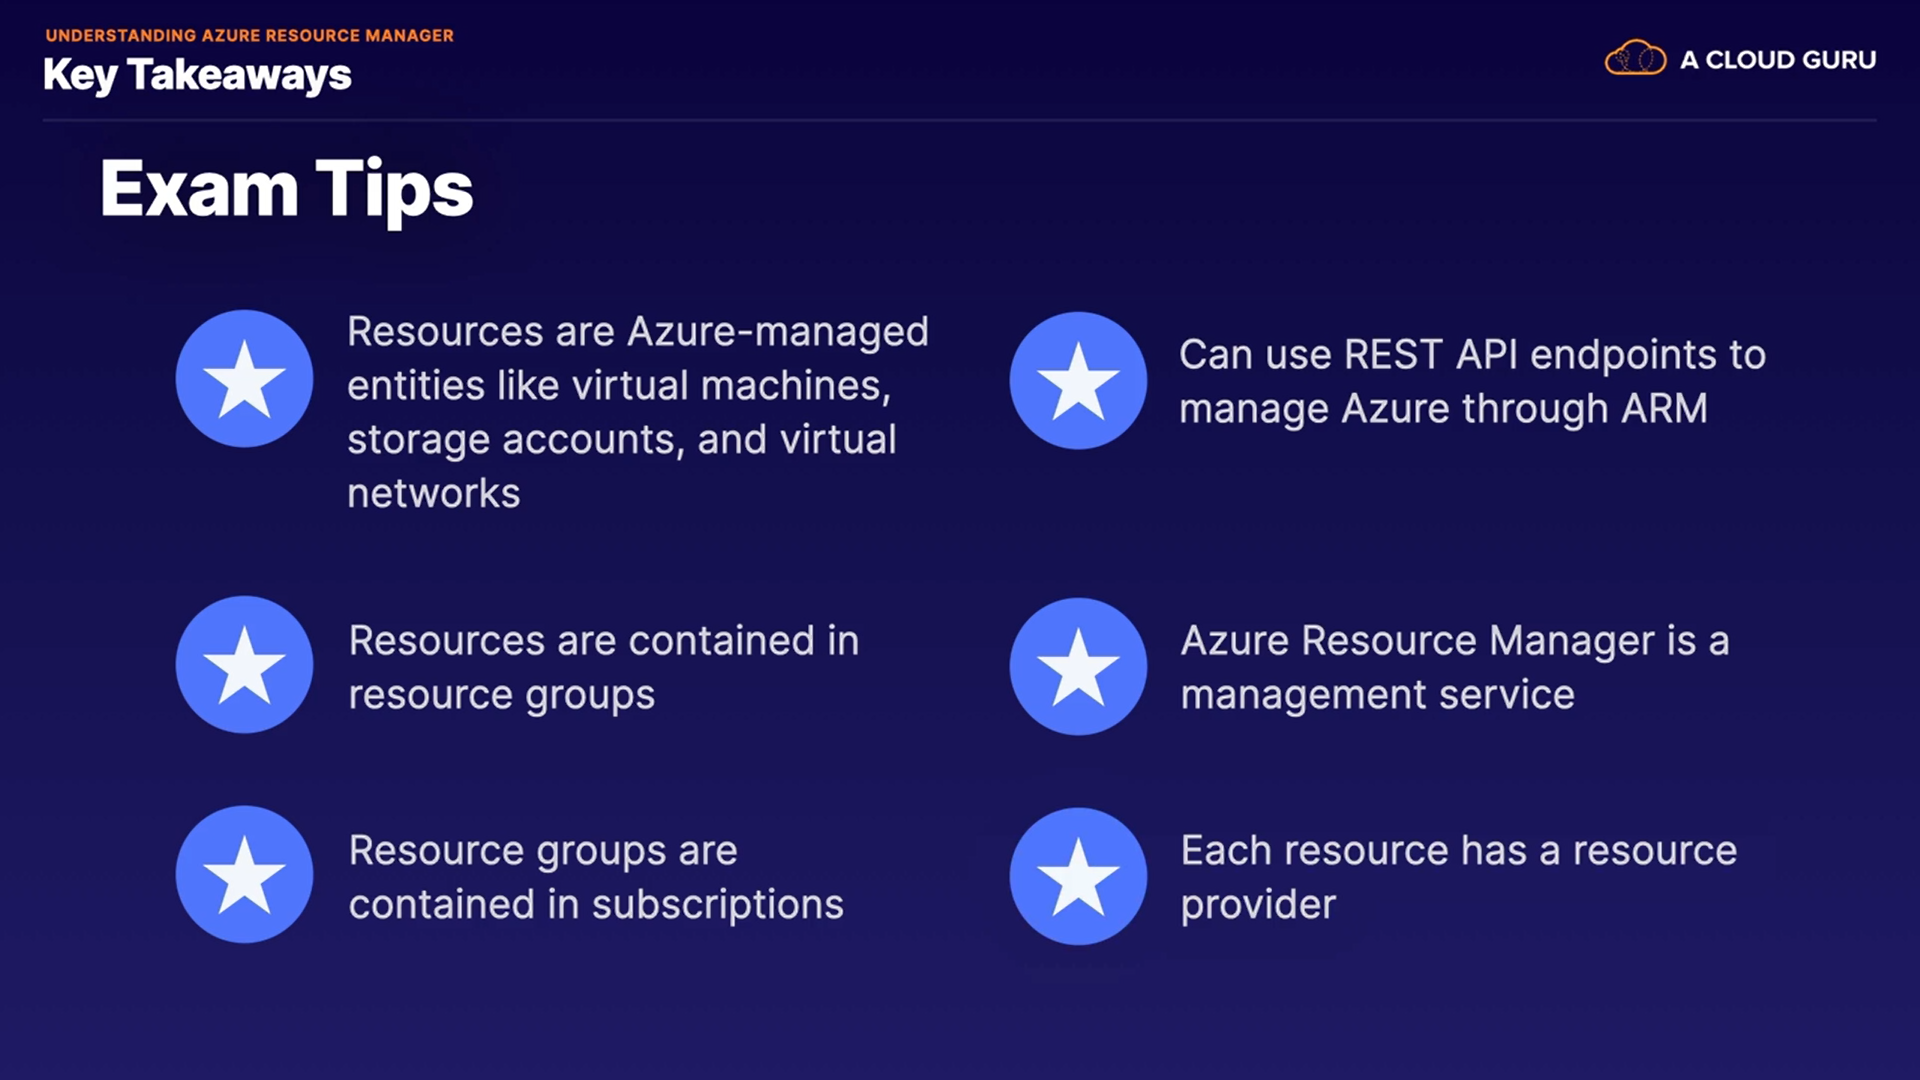 UNDERSTANDING AZURE RESOURCE MANAGER
Key Takeaways
A CLOUD GURU
Exam Tips
Resources are Azure-managed
entities like virtual machines,
storage accounts, and virtual
networks
Can use REST API endpoints to
manage Azure through ARM
Resources are contained in
resource groups
Azure Resource Manager is a
management service
Resource groups are
contained in subscriptions
Each resource has a resource
provider